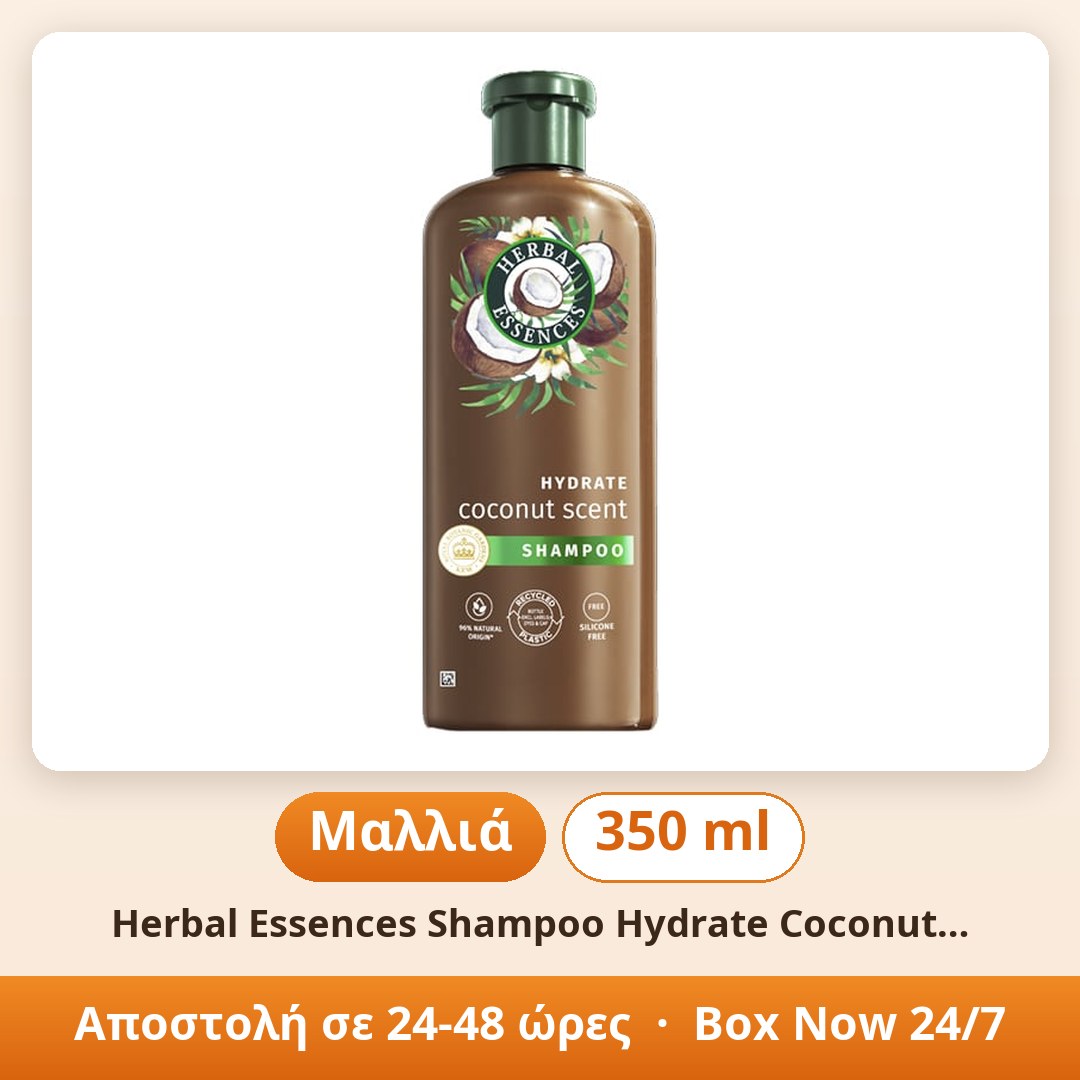 HERBAL
ESSENCES
HYDRATE
coconut scent
SHAMPOO
RECYCLED
PLASTIC
96% NATURAL
ORIGIN*
FREE
SILICONE
FREE
Μαλλιά
350 ml
Herbal Essences Shampoo Hydrate Coconut...
Αποστολή σε 24-48 ώρες · Box Now 24/7